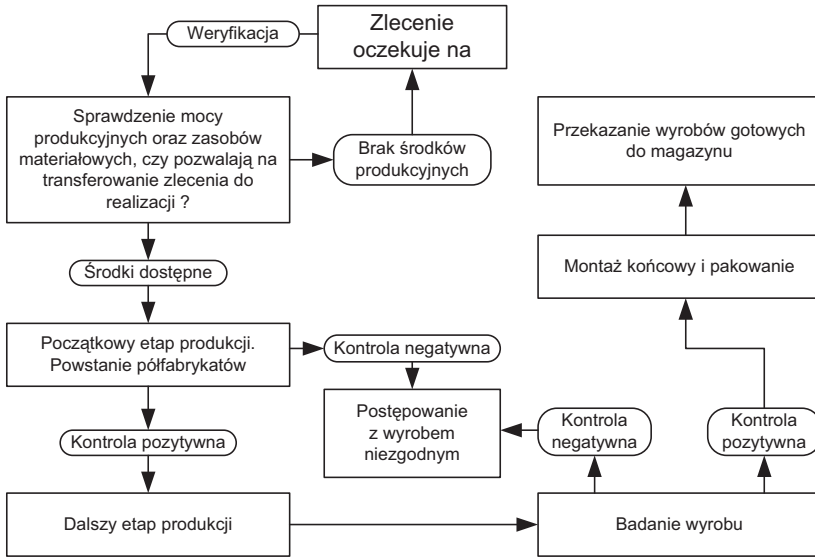 Weryfikacja
Zlecenie
oczekuje na
Sprawdzenie mocy
produkcyjnych oraz zasobów
materiałowych, czy pozwalają na
transferowanie zlecenia do
realizacji ?
Brak środków
produkcyjnych
Przekazanie wyrobów gotowych
do magazynu
Środki dostępne
Montaż końcowy i pakowanie
Początkowy etap produkcji.
Powstanie półfabrykatów
Kontrola negatywna
Kontrola pozytywna
Postępowanie
z wyrobem
niezgodnym
Kontrola
negatywna
Kontrola
pozytywna
Dalszy etap produkcji
Badanie wyrobu